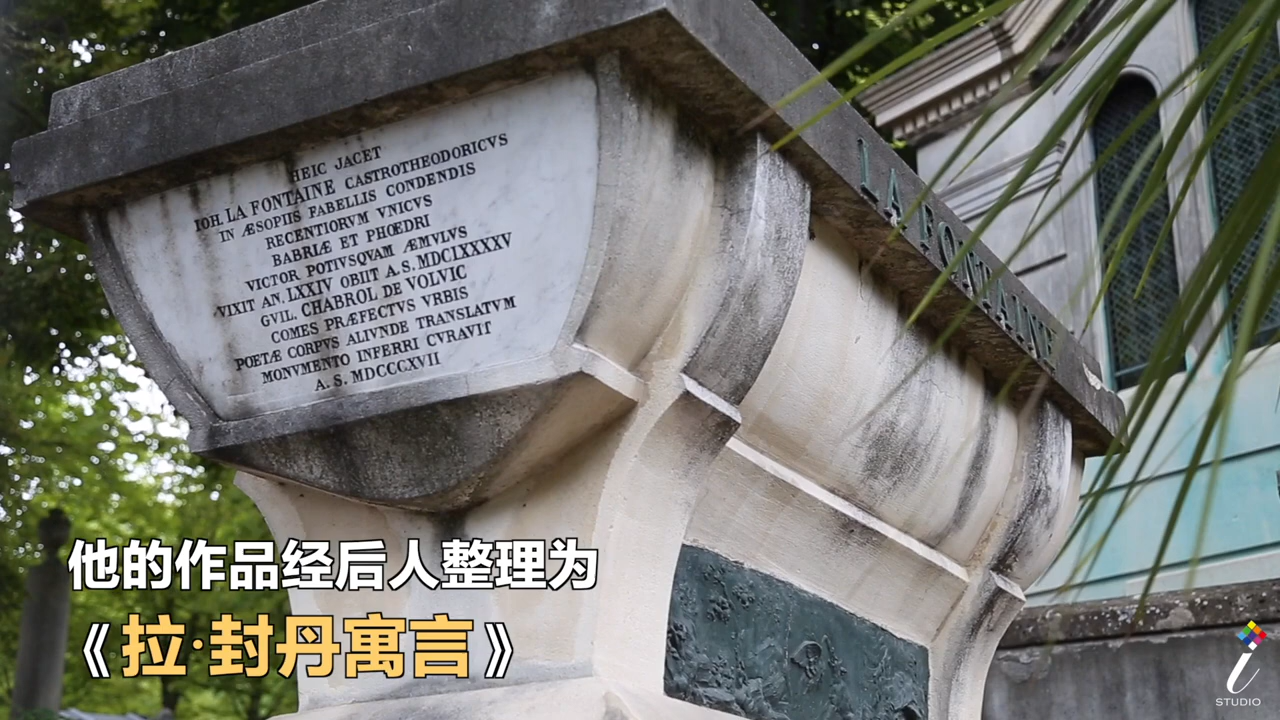 HEIC JACET
IOH. LA FONTAINE CASTROTHEODORICVS
IN ÆSOPIIS FABELLIS CONDENDIS
RECENTIORVM VNICVS
BABRIÆ ET PHŒDRI
VICTOR POTIVSQVAM ÆMVLVS
VIXIT AN. LXXIV OBIIT A. S. MDCLXXXXV
GVIL. CHABROL DE VOLVIC
COMES PRÆFECTVS VRBIS
POETÆ CORPVS ALIVNDE TRANSLATVM
MONVMENTO INFERRI CVRAVIT
A. S. MDCCCXVII
LA FONTAINE
他的作品经后人整理为
《拉·封丹寓言》
i
STUDIO